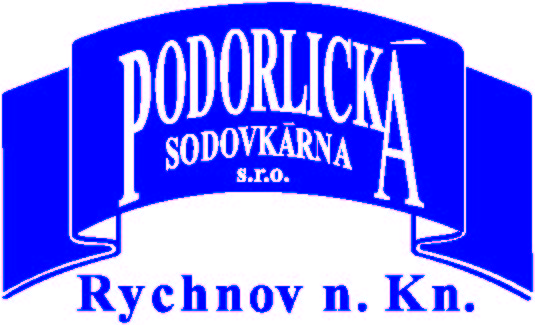 PODORLICKÁ
SODOVKÁRNA
s.r.o.
Rychnov n. Kn.